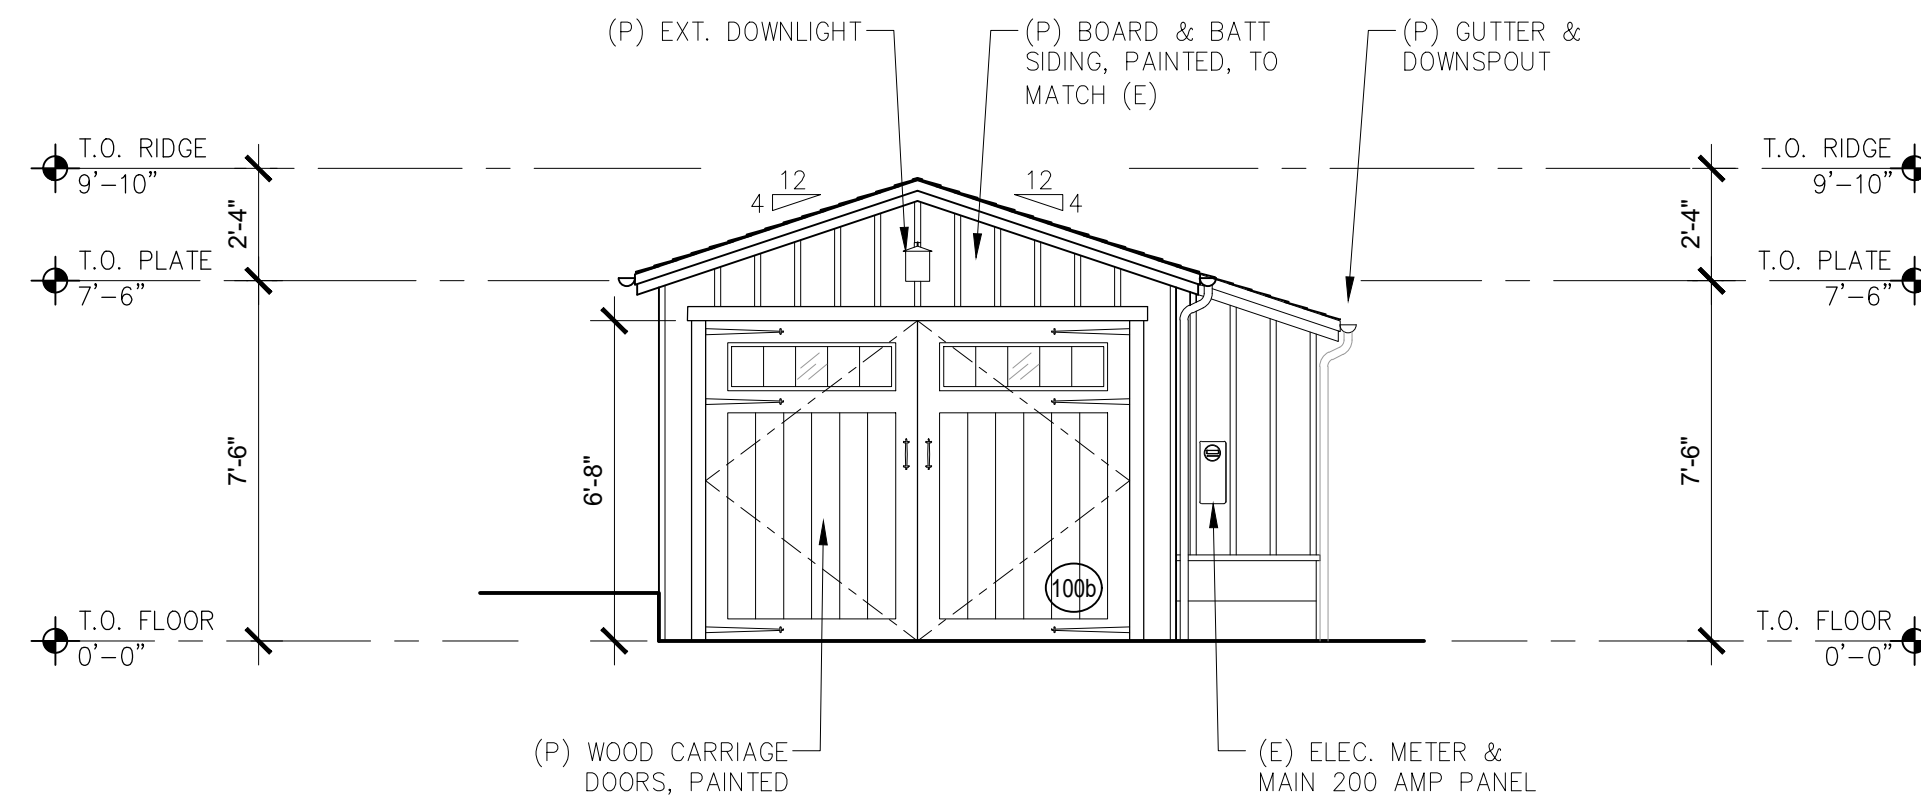 (P) EXT. DOWNLIGHT
(P) BOARD & BATT
SIDING, PAINTED, TO
MATCH (E)
(P) GUTTER &
DOWNSPOUT
T.O. RIDGE
9'-10"
2'-4"
T.O. PLATE
7'-6"
7'-6"
T.O. FLOOR
0'-0"
12
4
12
4
6'-8"
100b
T.O. RIDGE
9'-10"
2'-4"
T.O. PLATE
7'-6"
7'-6"
T.O. FLOOR
0'-0"
(P) WOOD CARRIAGE
DOORS, PAINTED
(E) ELEC. METER &
MAIN 200 AMP PANEL